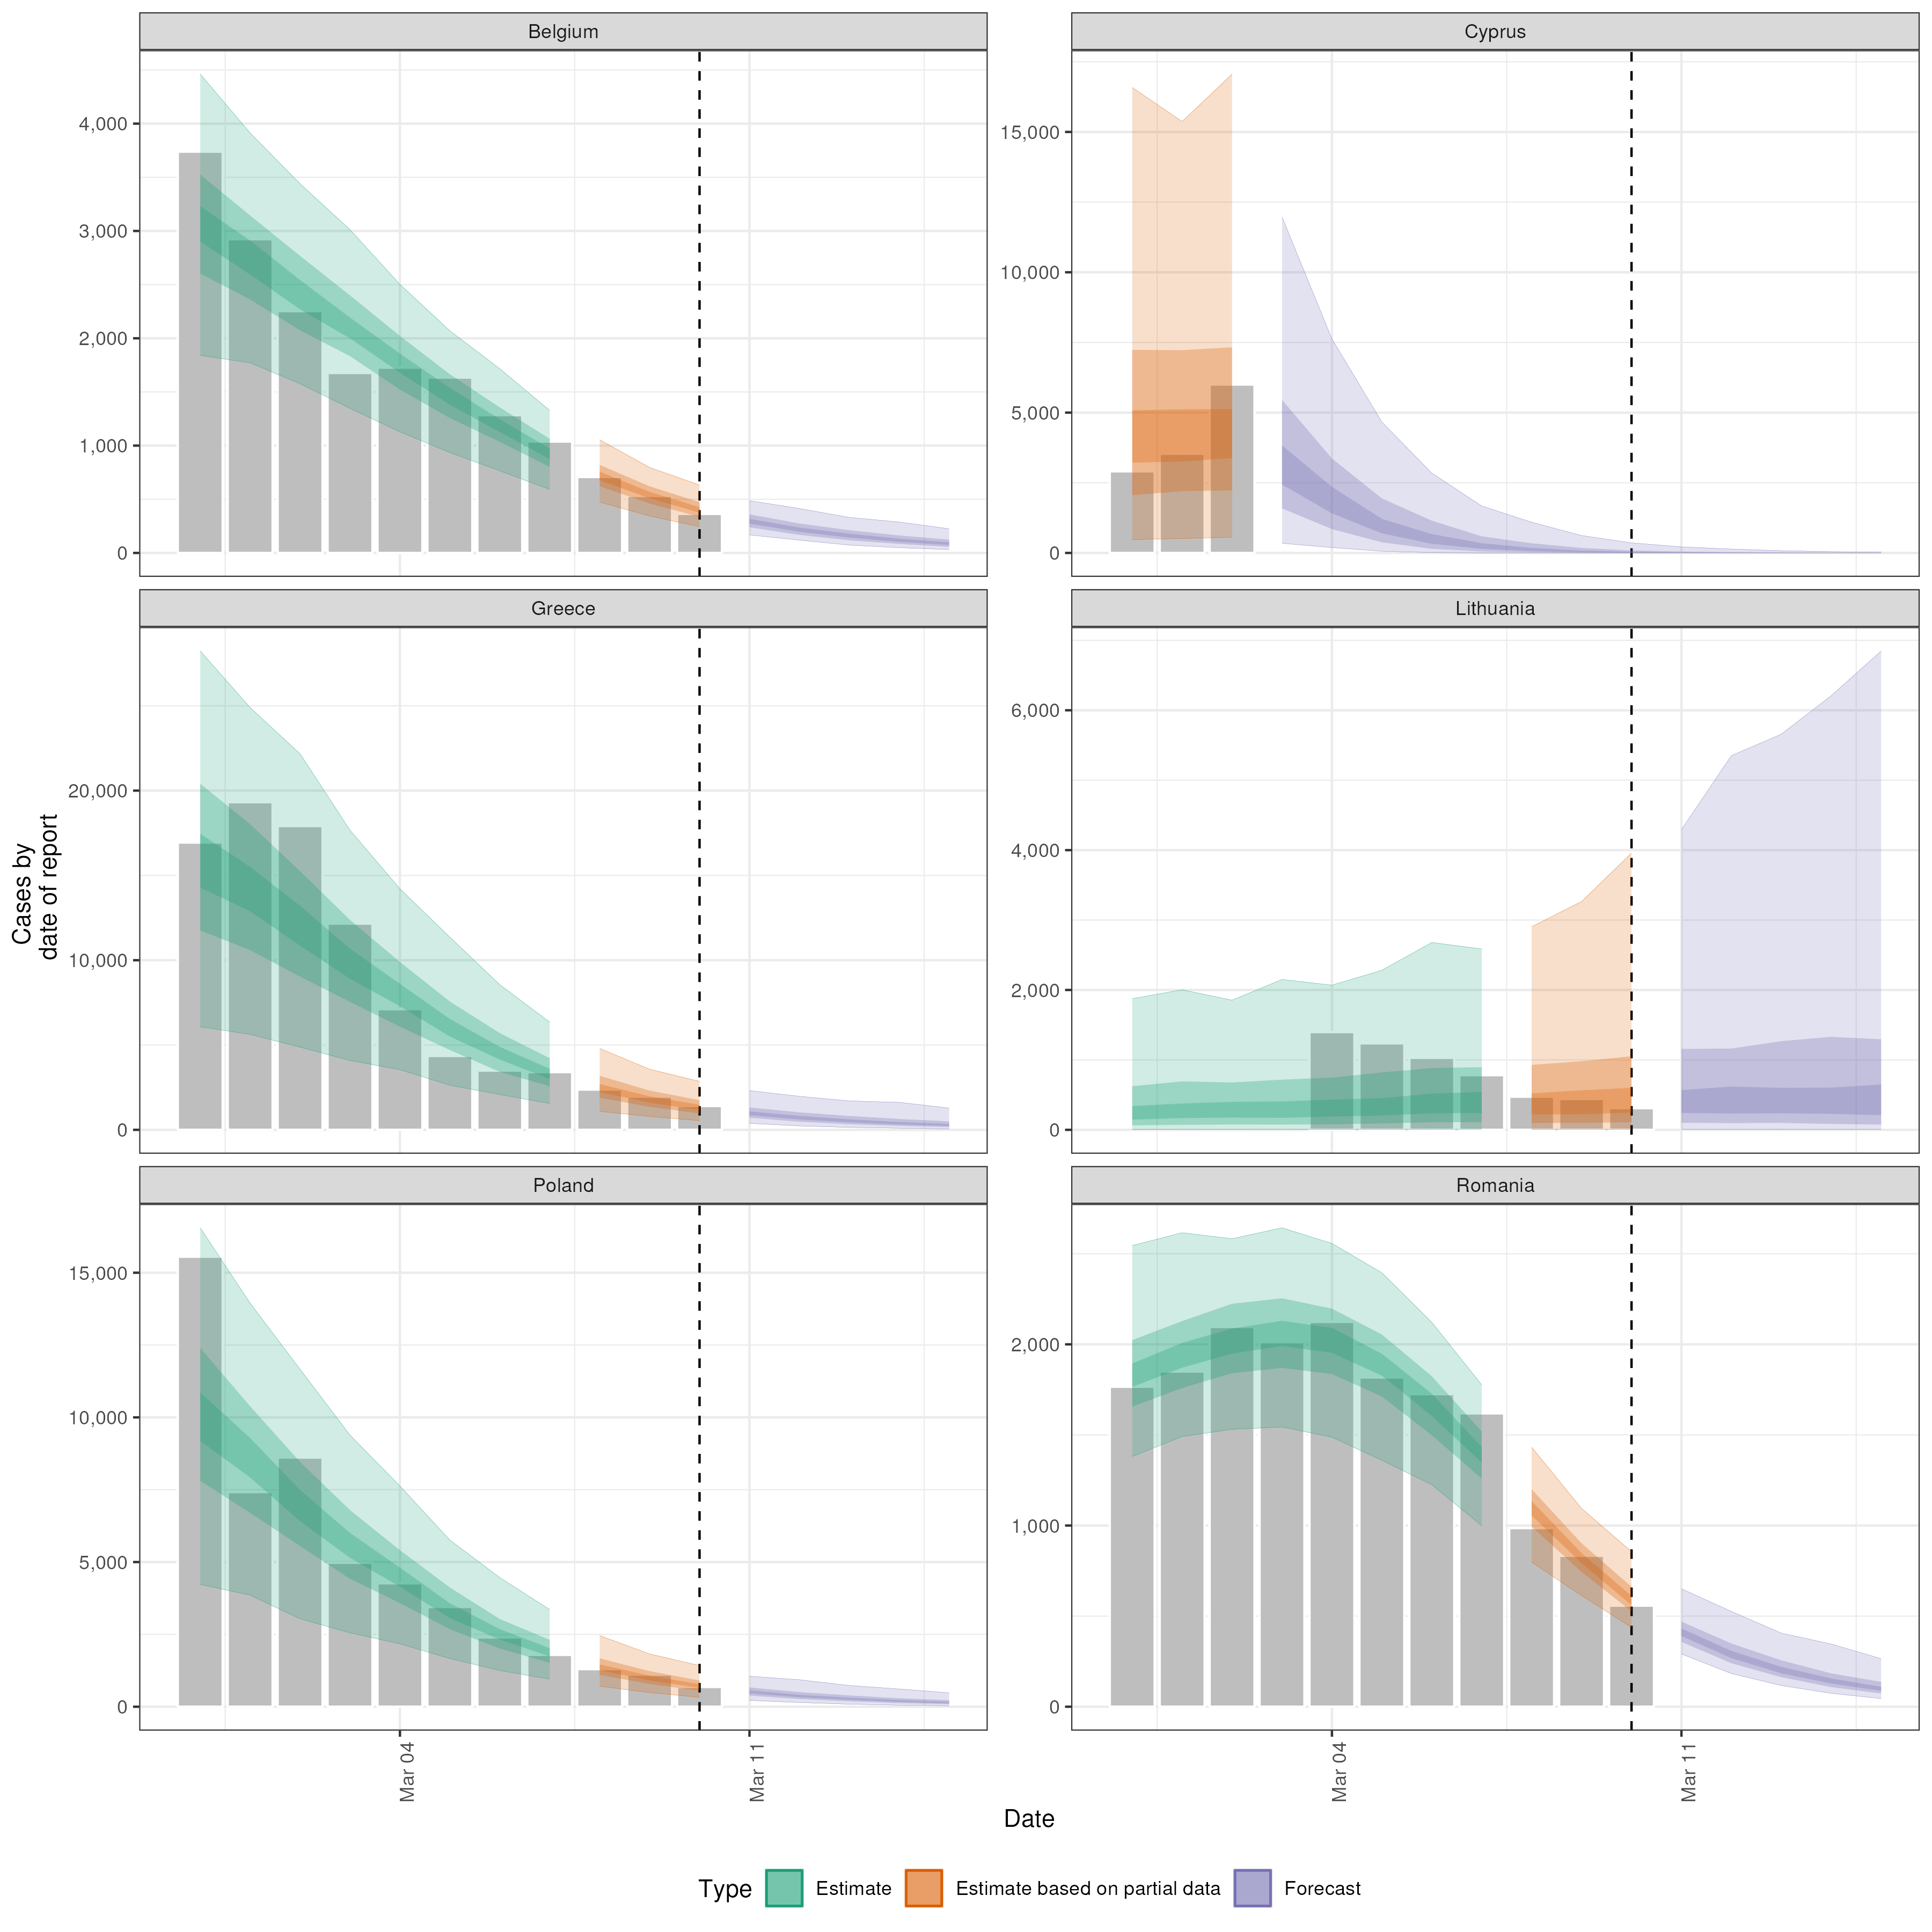 Belgium
Cyprus
4,000
3,000
2,000
1,000
0
15,000
10,000
5,000
0
Greece
Lithuania
20,000
10,000
0
6,000
4,000
2,000
0
Cases by
date of report
Poland
Romania
15,000
10,000
5,000
0
2,000
1,000
0
Mar 04
Mar 11
Mar 04
Mar 11
Date
Type
Estimate
Estimate based on partial data
Forecast